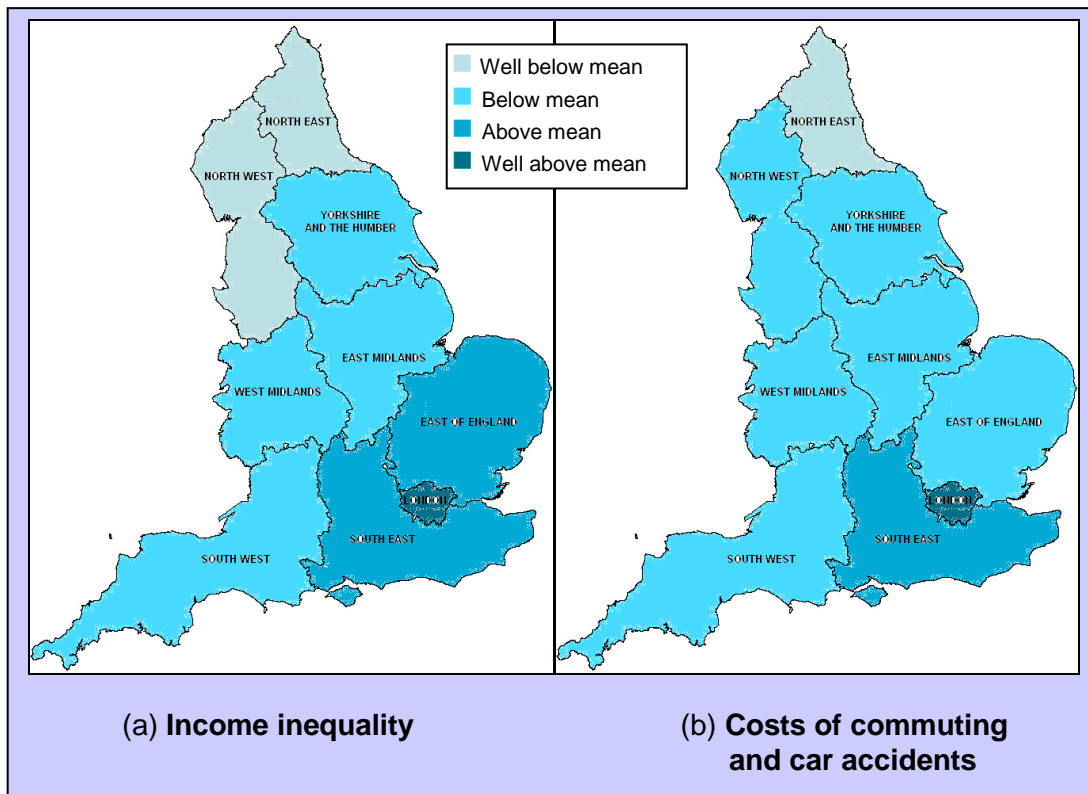 Well below mean
Below mean
Above mean
Well above mean
NORTH EAST
NORTH WEST
YORKSHIRE
AND THE HUMBER
EAST MIDLANDS
WEST MIDLANDS
EAST OF ENGLAND
LONDON
SOUTH EAST
SOUTH WEST
NORTH EAST
NORTH WEST
YORKSHIRE
AND THE HUMBER
EAST MIDLANDS
WEST MIDLANDS
EAST OF ENGLAND
LONDON
SOUTH EAST
SOUTH WEST
(a) Income inequality
(b) Costs of commuting
and car accidents